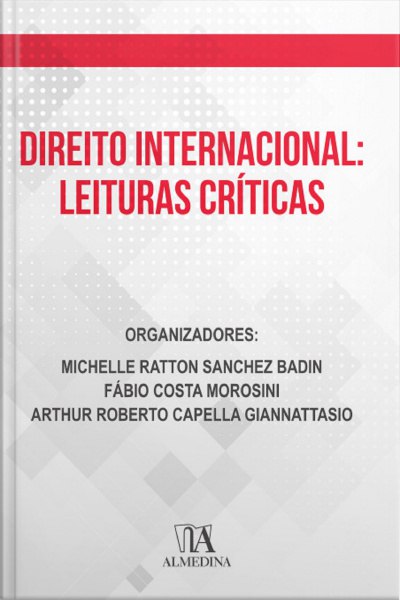 DIREITO INTERNACIONAL:
LEITURAS CRÍTICAS
ORGANIZADORES:
MICHELLE RATTON SANCHEZ BADIN
FÁBIO COSTA MOROSINI
ARTHUR ROBERTO CAPELLA GIANNATTASIO
ALMEDINA